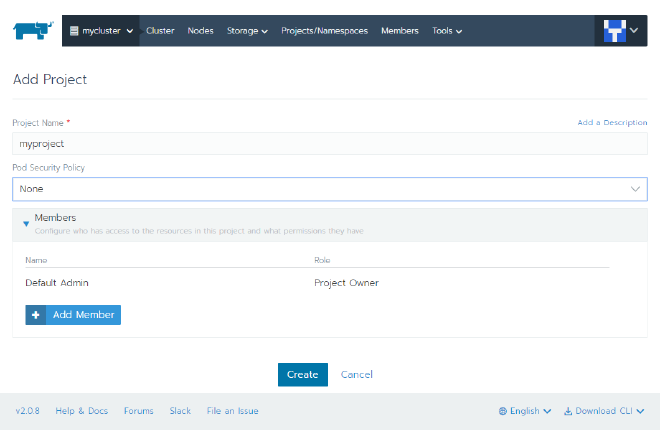 mycluster Cluster Nodes Storage Projects/Namespaces Members Tools
Add Project
Project Name * Add a Description
myproject
Pod Security Policy
None
Members
Configure who has access to the resources in this project and what permissions they have
Name Role
Default Admin Project Owner
+ Add Member
Create Cancel
v2.0.8 Help & Docs Forums Slack File an Issue English Download CLI